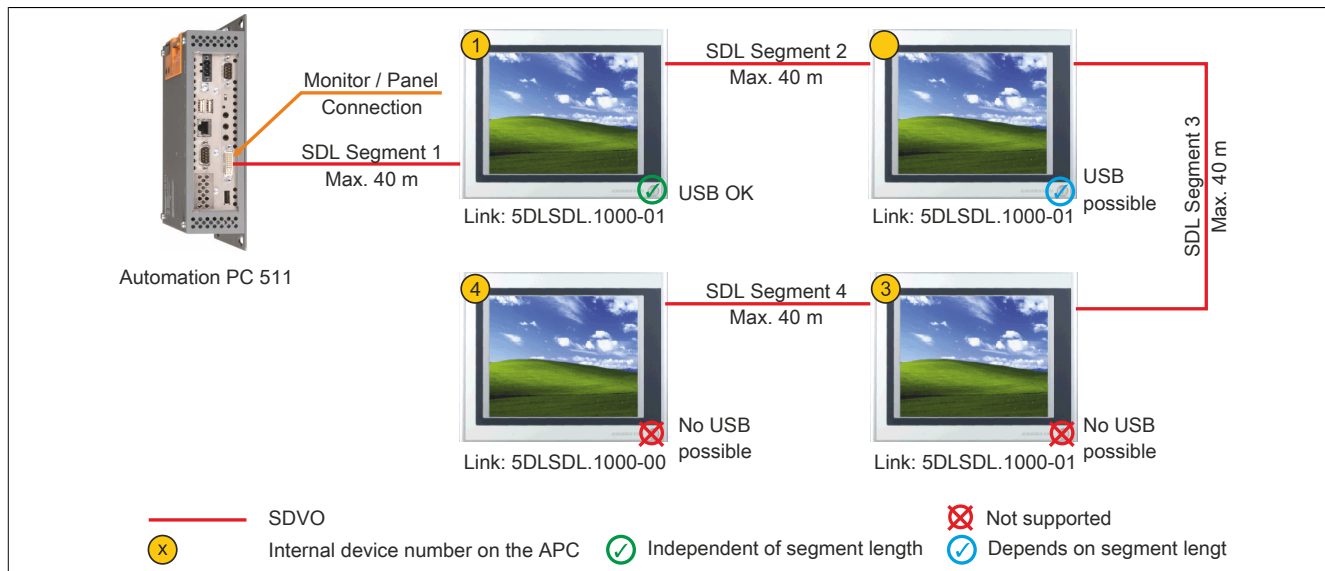 Monitor / Panel
Connection
SDL Segment 1
Max. 40 m
Automation PC 511
1
USB OK
Link: 5DLSDL.1000-01
SDL Segment 2
Max. 40 m
USB
possible
Link: 5DLSDL.1000-01
SDL Segment 3
Max. 40 m
4
No USB
possible
Link: 5DLSDL.1000-00
SDL Segment 4
Max. 40 m
3
No USB
possible
Link: 5DLSDL.1000-01
SDVO
Not supported
x
Internal device number on the APC
Independent of segment length
Depends on segment lengt